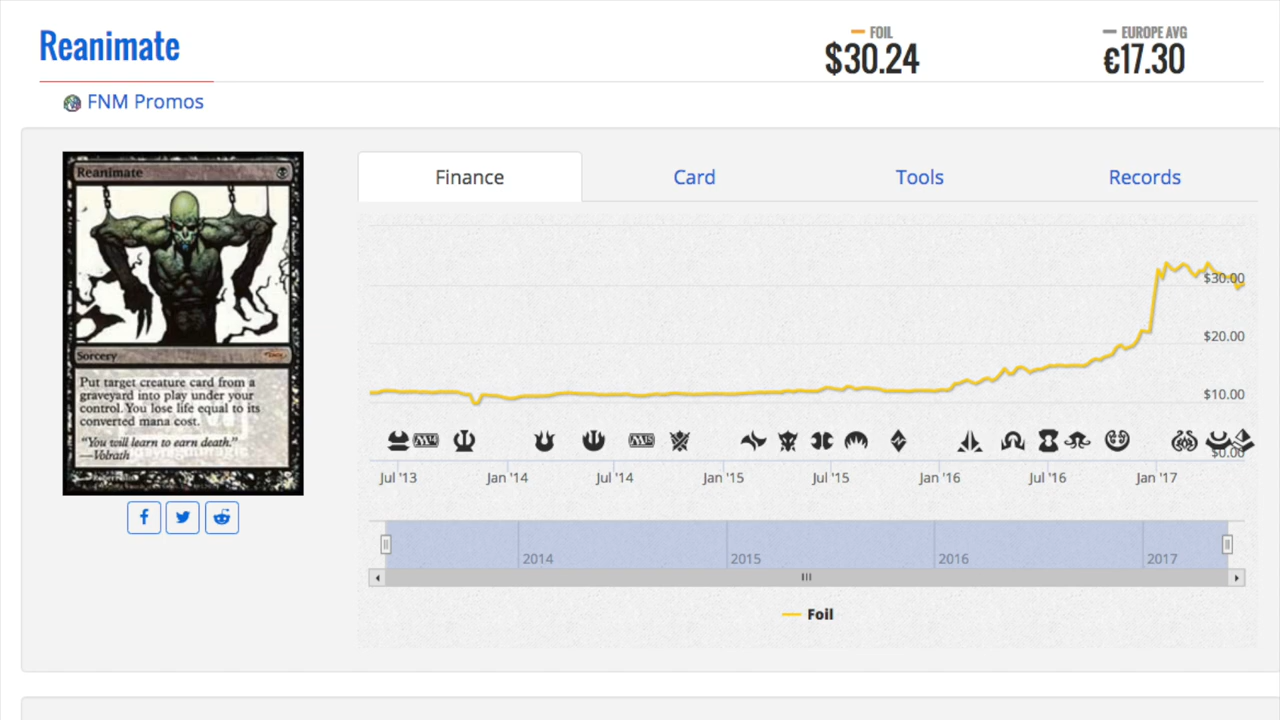 Reanimate
FOIL
$30.24
EUROPE AVG
€17.30
FNM Promos
Reanimate
Sorcery
Put target creature card from a
graveyard into play under your
control. You lose life equal to its
converted mana cost.
"You will learn to earn death."
—Volrath
Finance
Card
Tools
Records
$30.00
$20.00
$10.00
$0.00
M14
M15
Jul '13
Jan '14
Jul '14
Jan '15
Jul '15
Jan '16
Jul '16
Jan '17
2014
2015
2016
2017
Foil